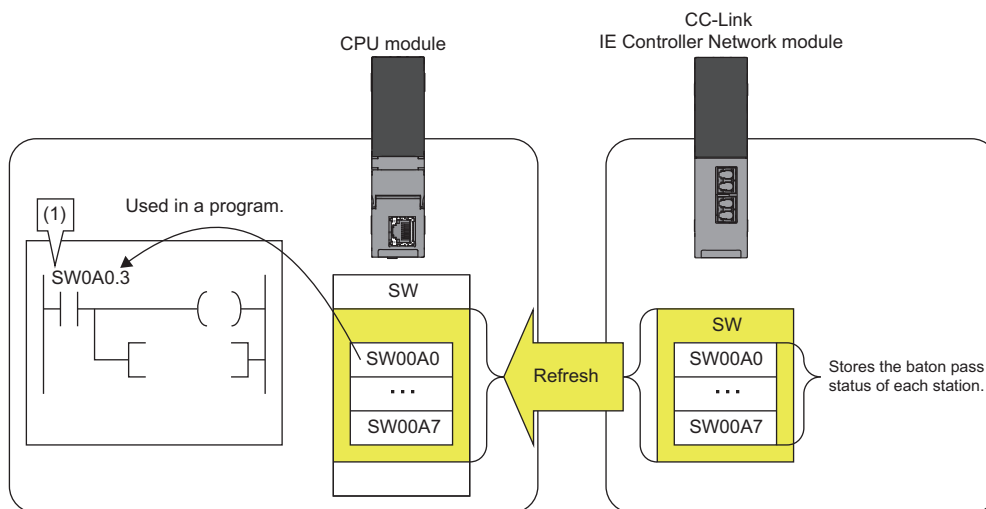 CC-Link
IE Controller Network module
CPU module
(1)
Used in a program.
SW0A0.3
SW
SW00A0
...
SW00A7
Refresh
SW
SW00A0
...
SW00A7
Stores the baton pass
status of each station.